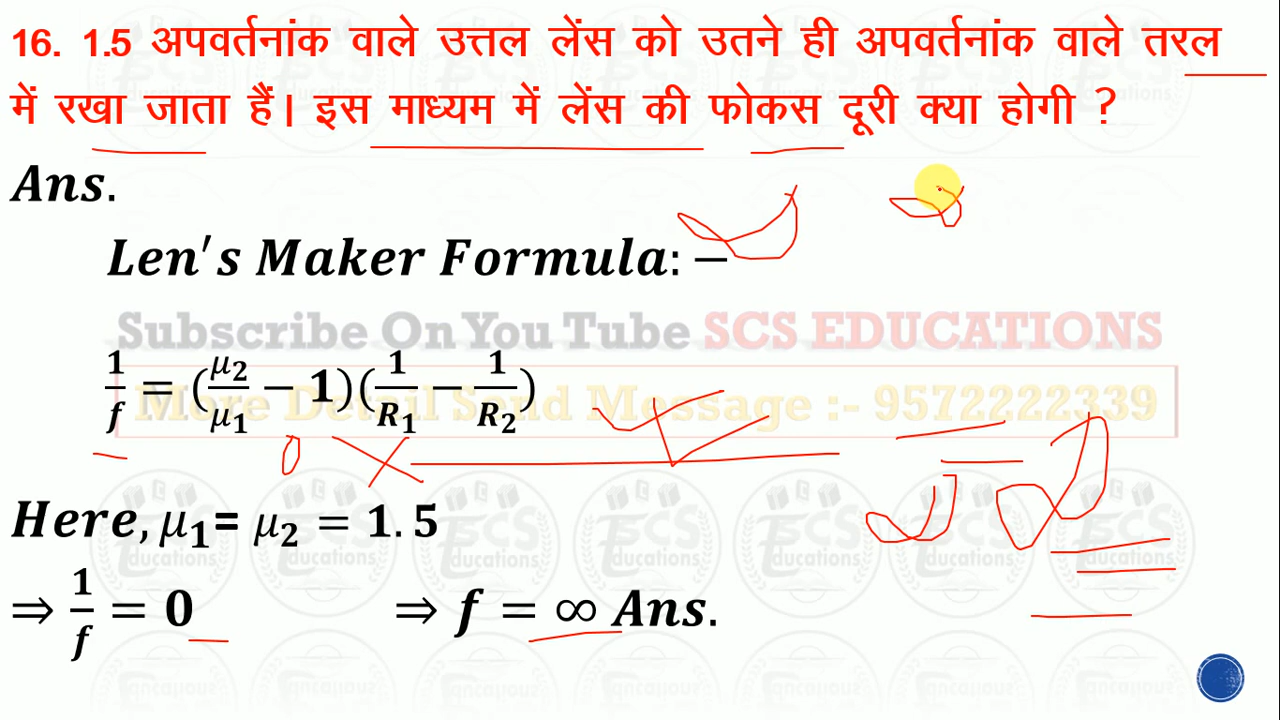 16. 1.5 अपवर्तनांक वाले उत्तल लेंस को उतने ही अपवर्तनांक वाले तरल
में रखा जाता हैं| इस माध्यम में लेंस की फोकस दूरी क्या होगी ?
Ans.
Len's Maker Formula: −
Subscribe On You Tube SCS EDUCATIONS
1/f = (μ₂/μ₁ − 1)(1/R₁ − 1/R₂)
More Detail Send Message :- 9572222339
Here, μ₁= μ₂ = 1.5
⇒ 1/f = 0 ⇒ f = ∞ Ans.